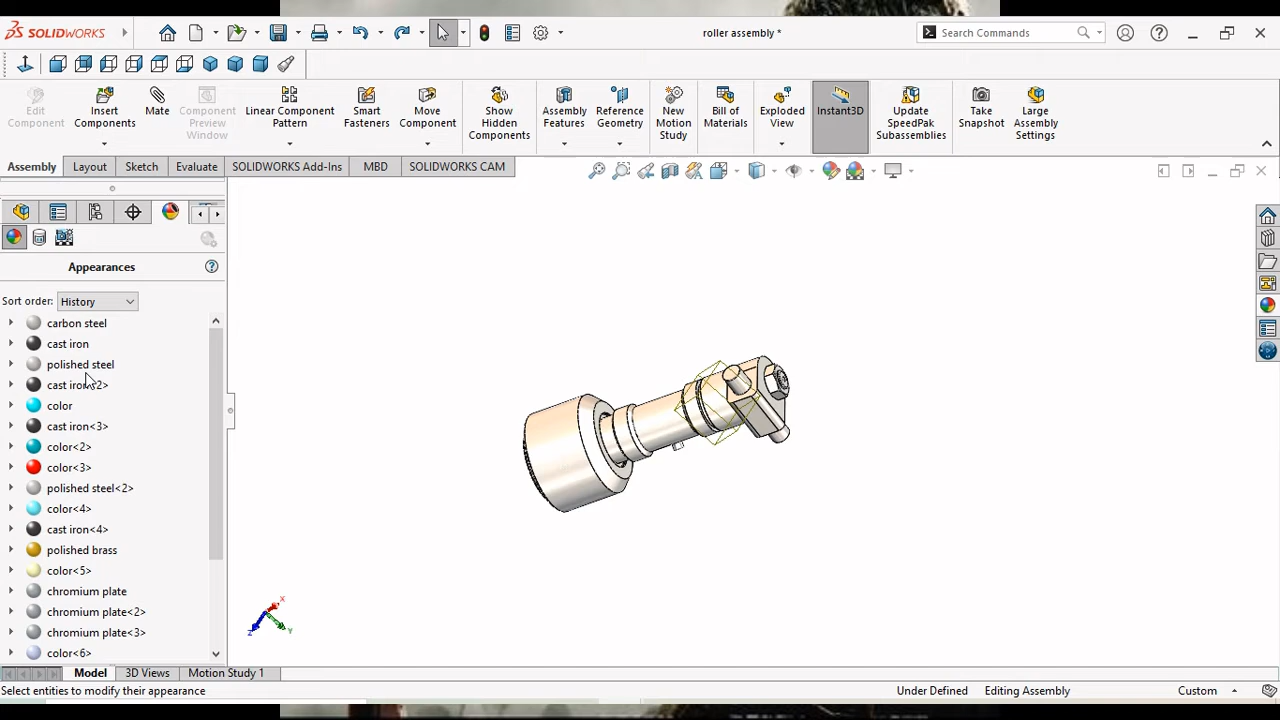 SOLIDWORKS
roller assembly *
Search Commands
Edit Component
Insert Components
Mate
Component Preview Window
Linear Component Pattern
Smart Fasteners
Move Component
Show Hidden Components
Assembly Features
Reference Geometry
New Motion Study
Bill of Materials
Exploded View
Instant3D
Update SpeedPak Subassemblies
Take Snapshot
Large Assembly Settings
Assembly
Layout
Sketch
Evaluate
SOLIDWORKS Add-Ins
MBD
SOLIDWORKS CAM
Appearances
Sort order: History
carbon steel
cast iron
polished steel
cast iron<2>
color
cast iron<3>
color<2>
color<3>
polished steel<2>
color<4>
cast iron<4>
polished brass
color<5>
chromium plate
chromium plate<2>
chromium plate<3>
color<6>
X
Y
Z
Model
3D Views
Motion Study 1
Select entities to modify their appearance
Under Defined
Editing Assembly
Custom